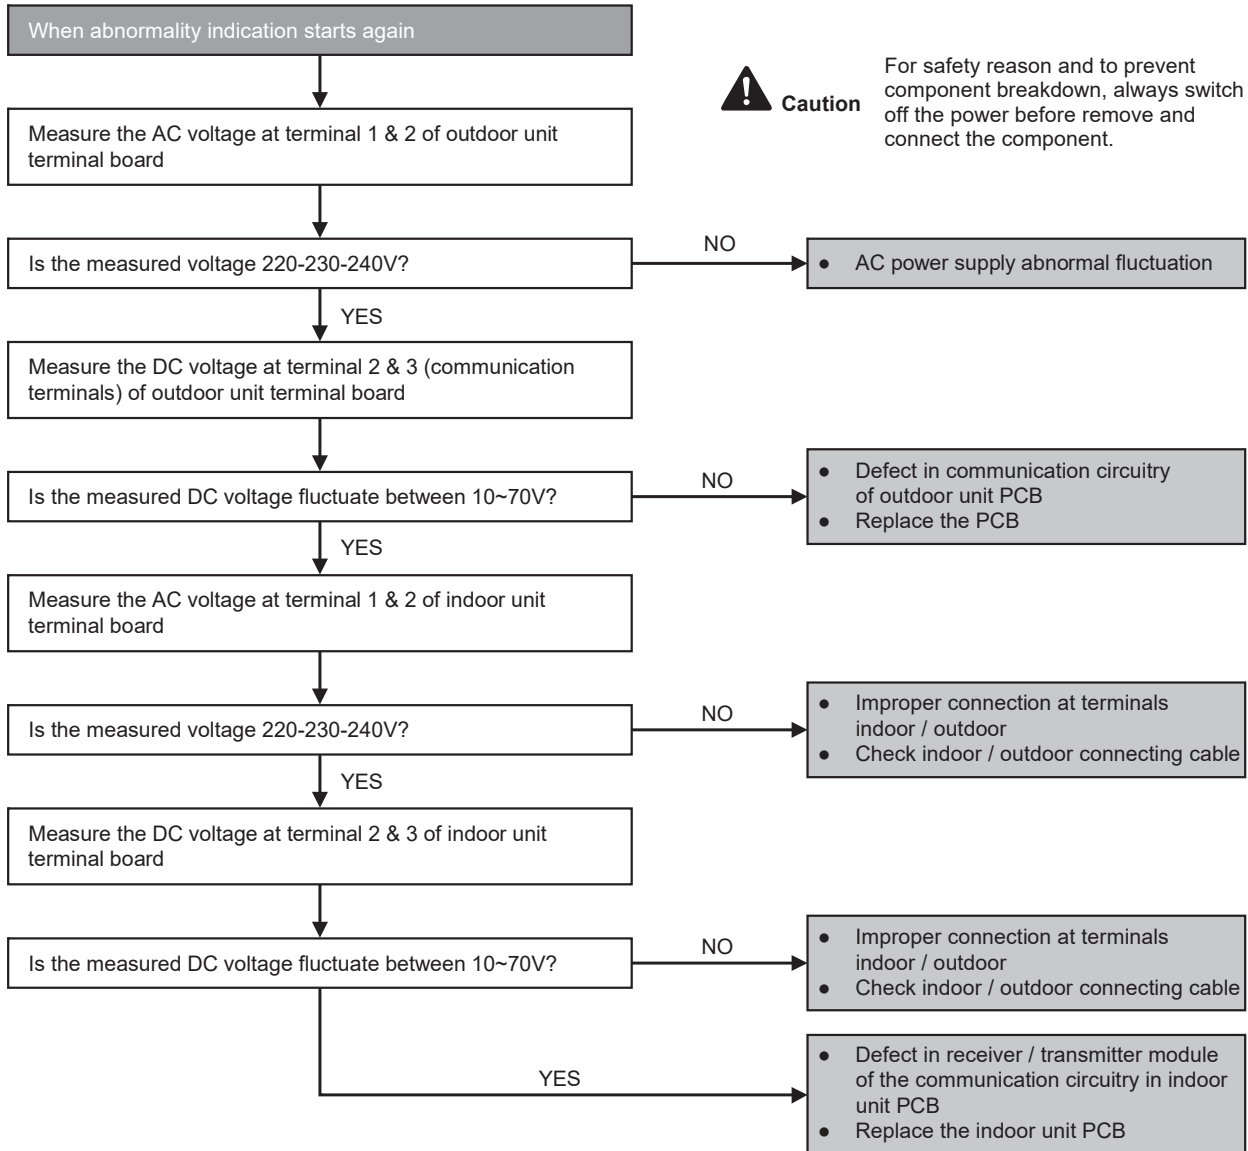 When abnormality indication starts again
Caution
For safety reason and to prevent
component breakdown, always switch
off the power before remove and
connect the component.
Measure the AC voltage at terminal 1 & 2 of outdoor unit
terminal board
Is the measured voltage 220-230-240V?
NO
● AC power supply abnormal fluctuation
YES
Measure the DC voltage at terminal 2 & 3 (communication
terminals) of outdoor unit terminal board
Is the measured DC voltage fluctuate between 10~70V?
NO
● Defect in communication circuitry
of outdoor unit PCB
● Replace the PCB
YES
Measure the AC voltage at terminal 1 & 2 of indoor unit
terminal board
Is the measured voltage 220-230-240V?
NO
● Improper connection at terminals
indoor / outdoor
● Check indoor / outdoor connecting cable
YES
Measure the DC voltage at terminal 2 & 3 of indoor unit
terminal board
Is the measured DC voltage fluctuate between 10~70V?
NO
● Improper connection at terminals
indoor / outdoor
● Check indoor / outdoor connecting cable
YES
● Defect in receiver / transmitter module
of the communication circuitry in indoor
unit PCB
● Replace the indoor unit PCB